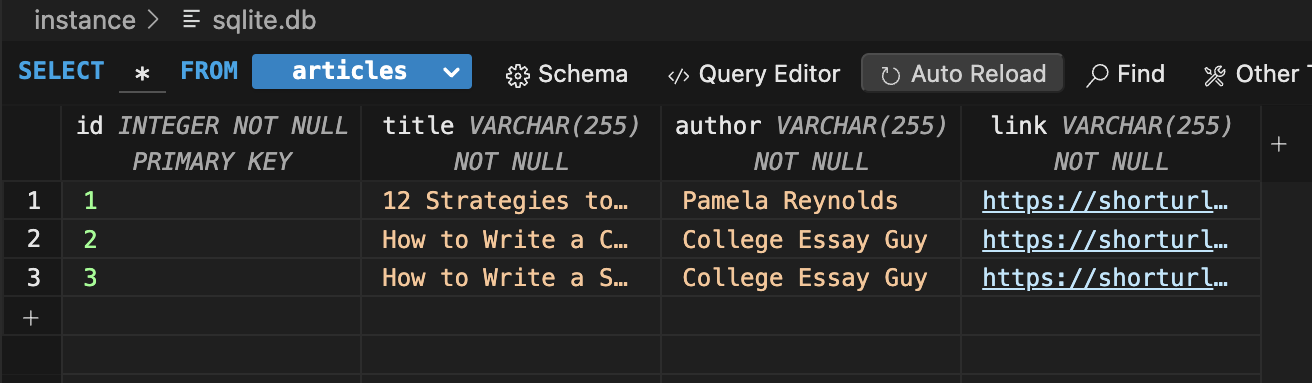 instance > sqlite.db
SELECT * FROM articles Schema </> Query Editor Auto Reload Find Other
id INTEGER NOT NULL PRIMARY KEY
title VARCHAR(255) NOT NULL
author VARCHAR(255) NOT NULL
link VARCHAR(255) NOT NULL
+
1 1 12 Strategies to… Pamela Reynolds https://shorturl…
2 2 How to Write a C… College Essay Guy https://shorturl…
3 3 How to Write a S… College Essay Guy https://shorturl…
+